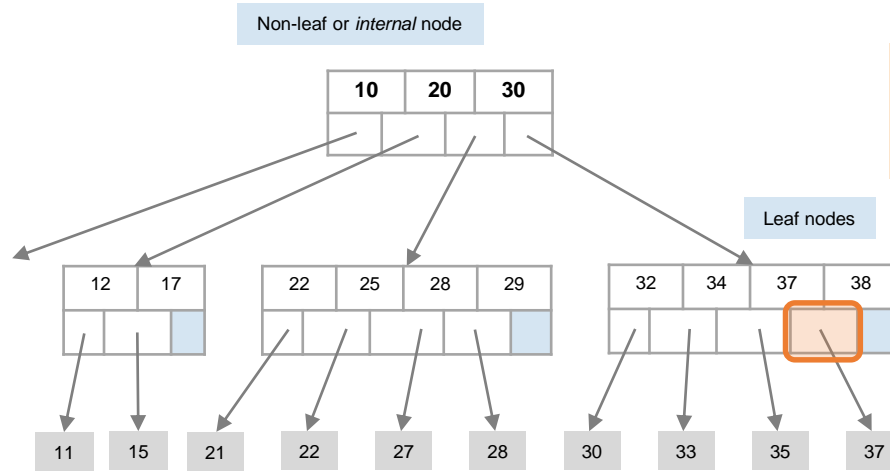 Non-leaf or internal node
10 20 30
Leaf nodes
12 17 22 25 28 29 32 34 37 38
11 15 21 22 27 28 30 33 35 37